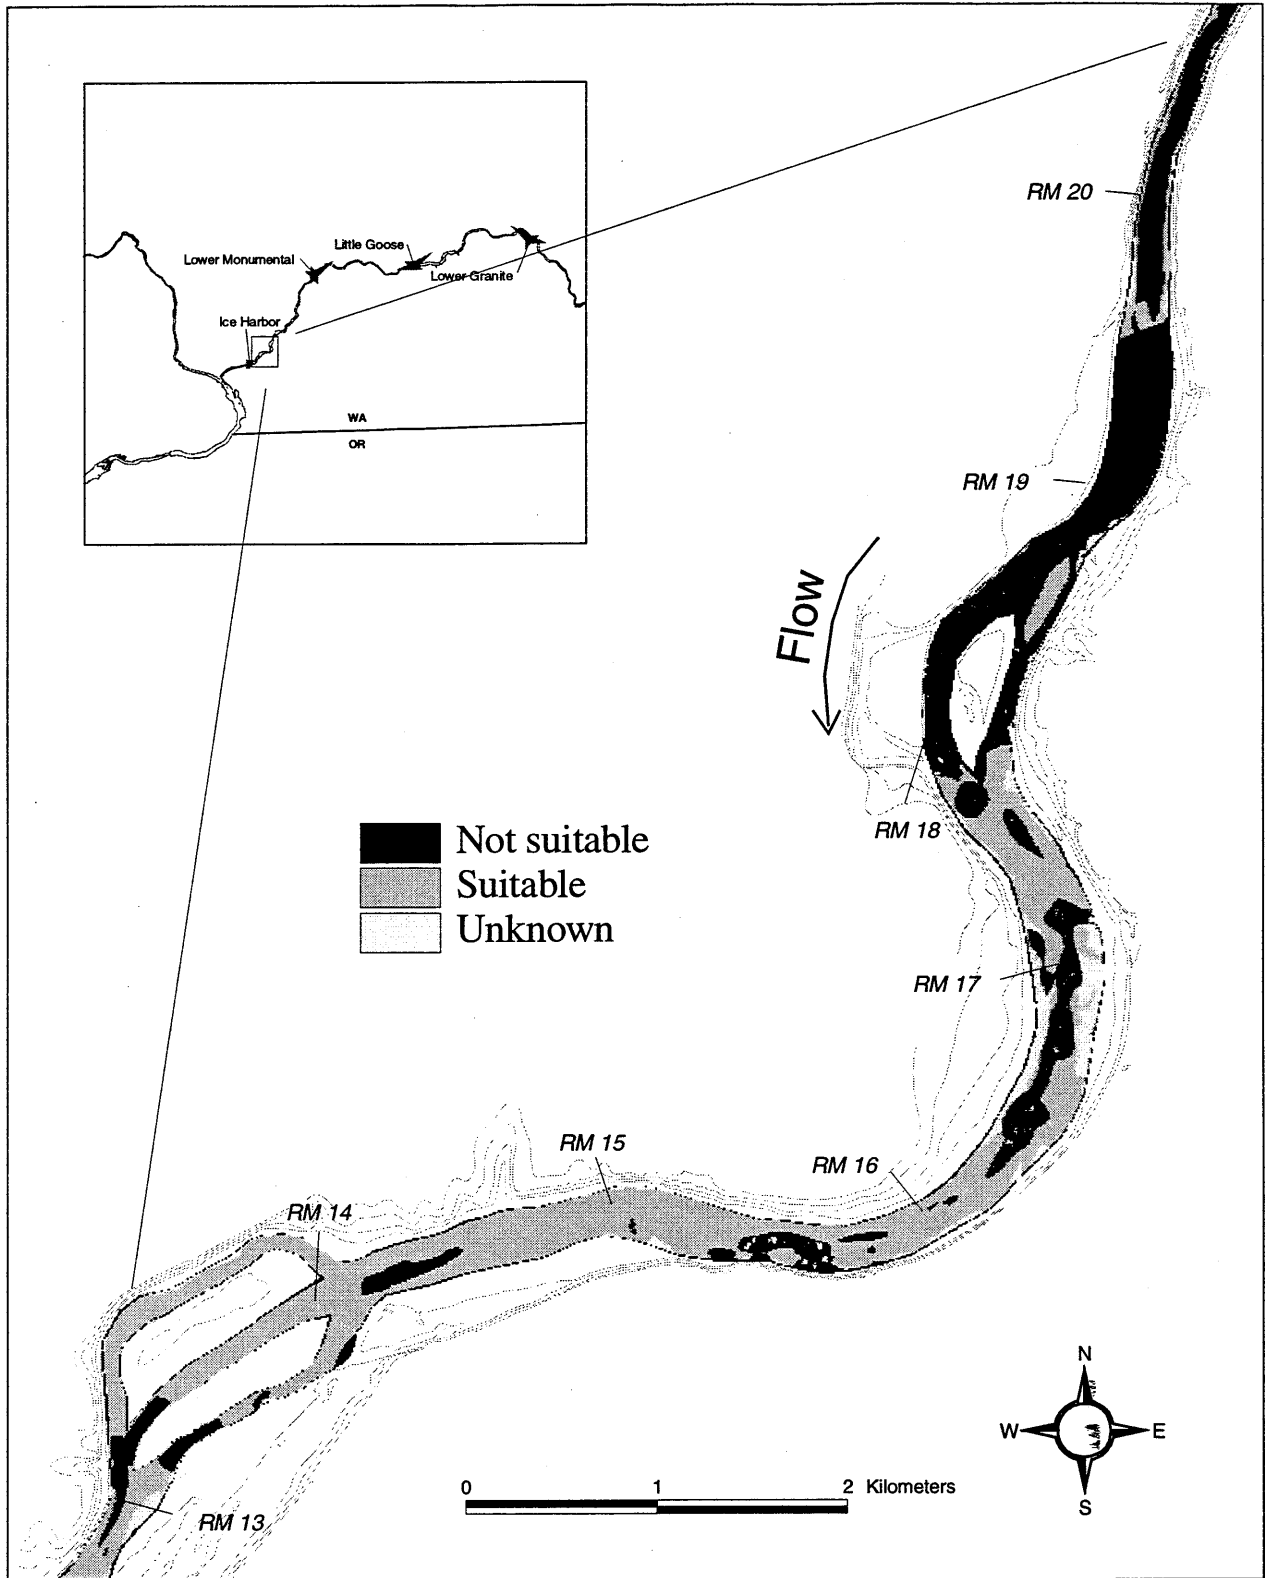 RM 20
Little Goose
Lower Monumental
Lower Granite
Ice Harbor
WA
OR
RM 19
Flow
RM 18
Not suitable
Suitable
Unknown
RM 17
RM 15
RM 16
RM 14
N
W
E
S
0
1
2
Kilometers
RM 13